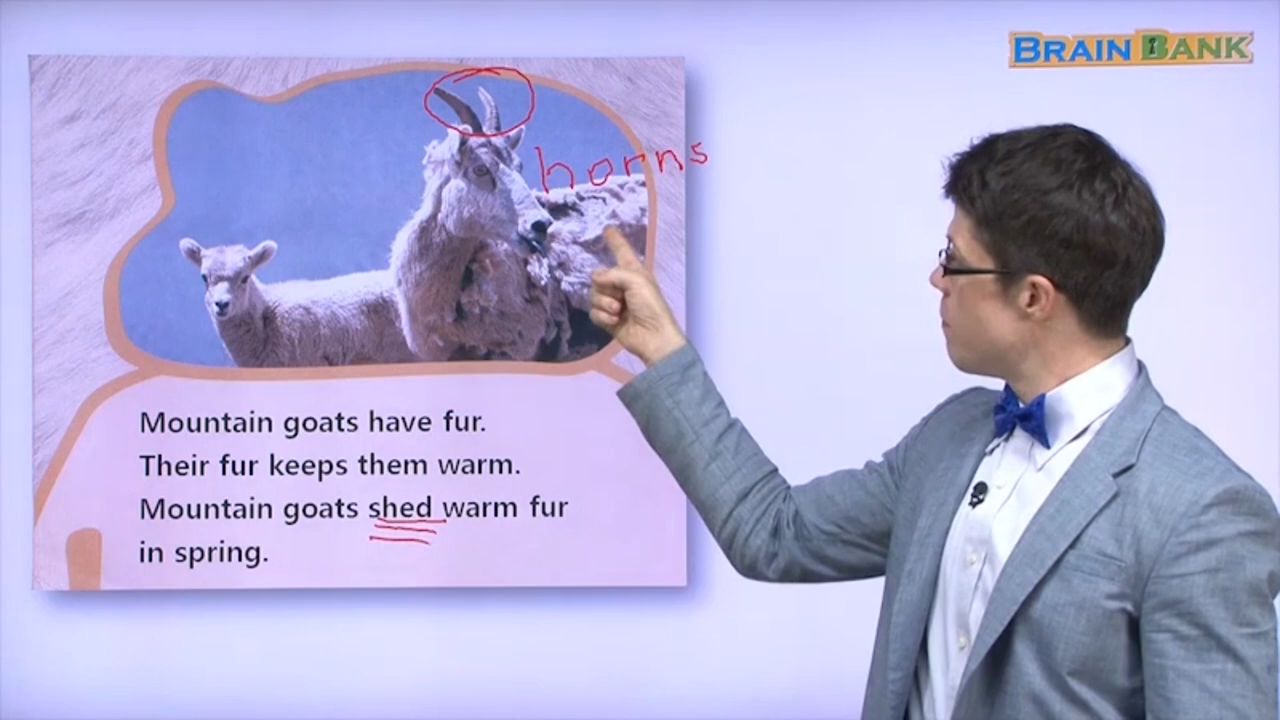 BRAIN BANK
horns
Mountain goats have fur.
Their fur keeps them warm.
Mountain goats shed warm fur
in spring.